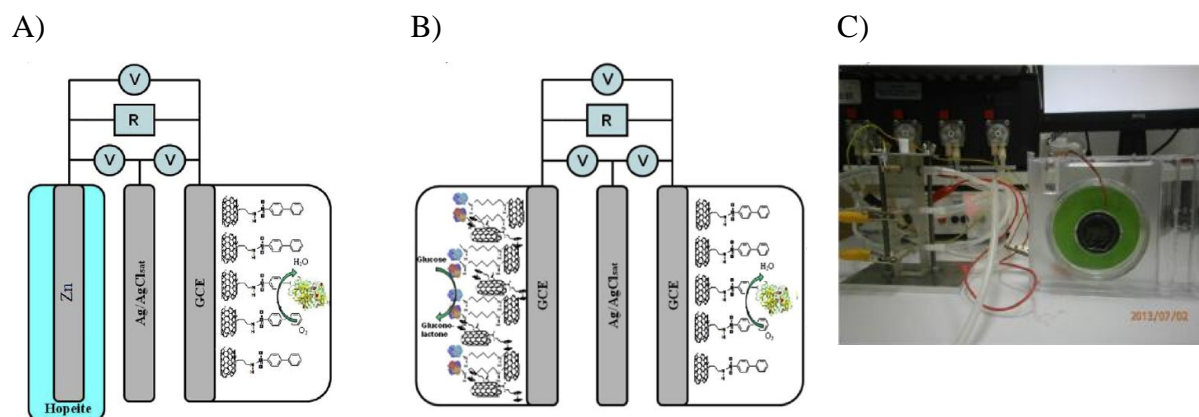 A)
B)
C)
V
R
V
V
Zn
Hopeite
Ag/AgClsat
GCE
H2O
O2
V
R
V
V
Glucose
Glucono-
lactone
GCE
Ag/AgClsat
GCE
H2O
O2
2013/07/02